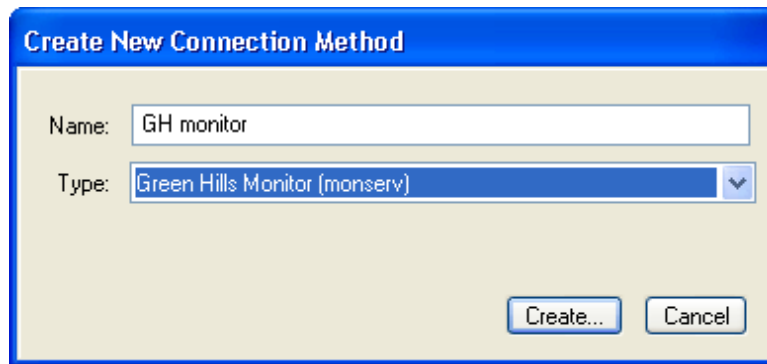 Create New Connection Method
Name: GH monitor
Type: Green Hills Monitor (monserv)
Create... Cancel